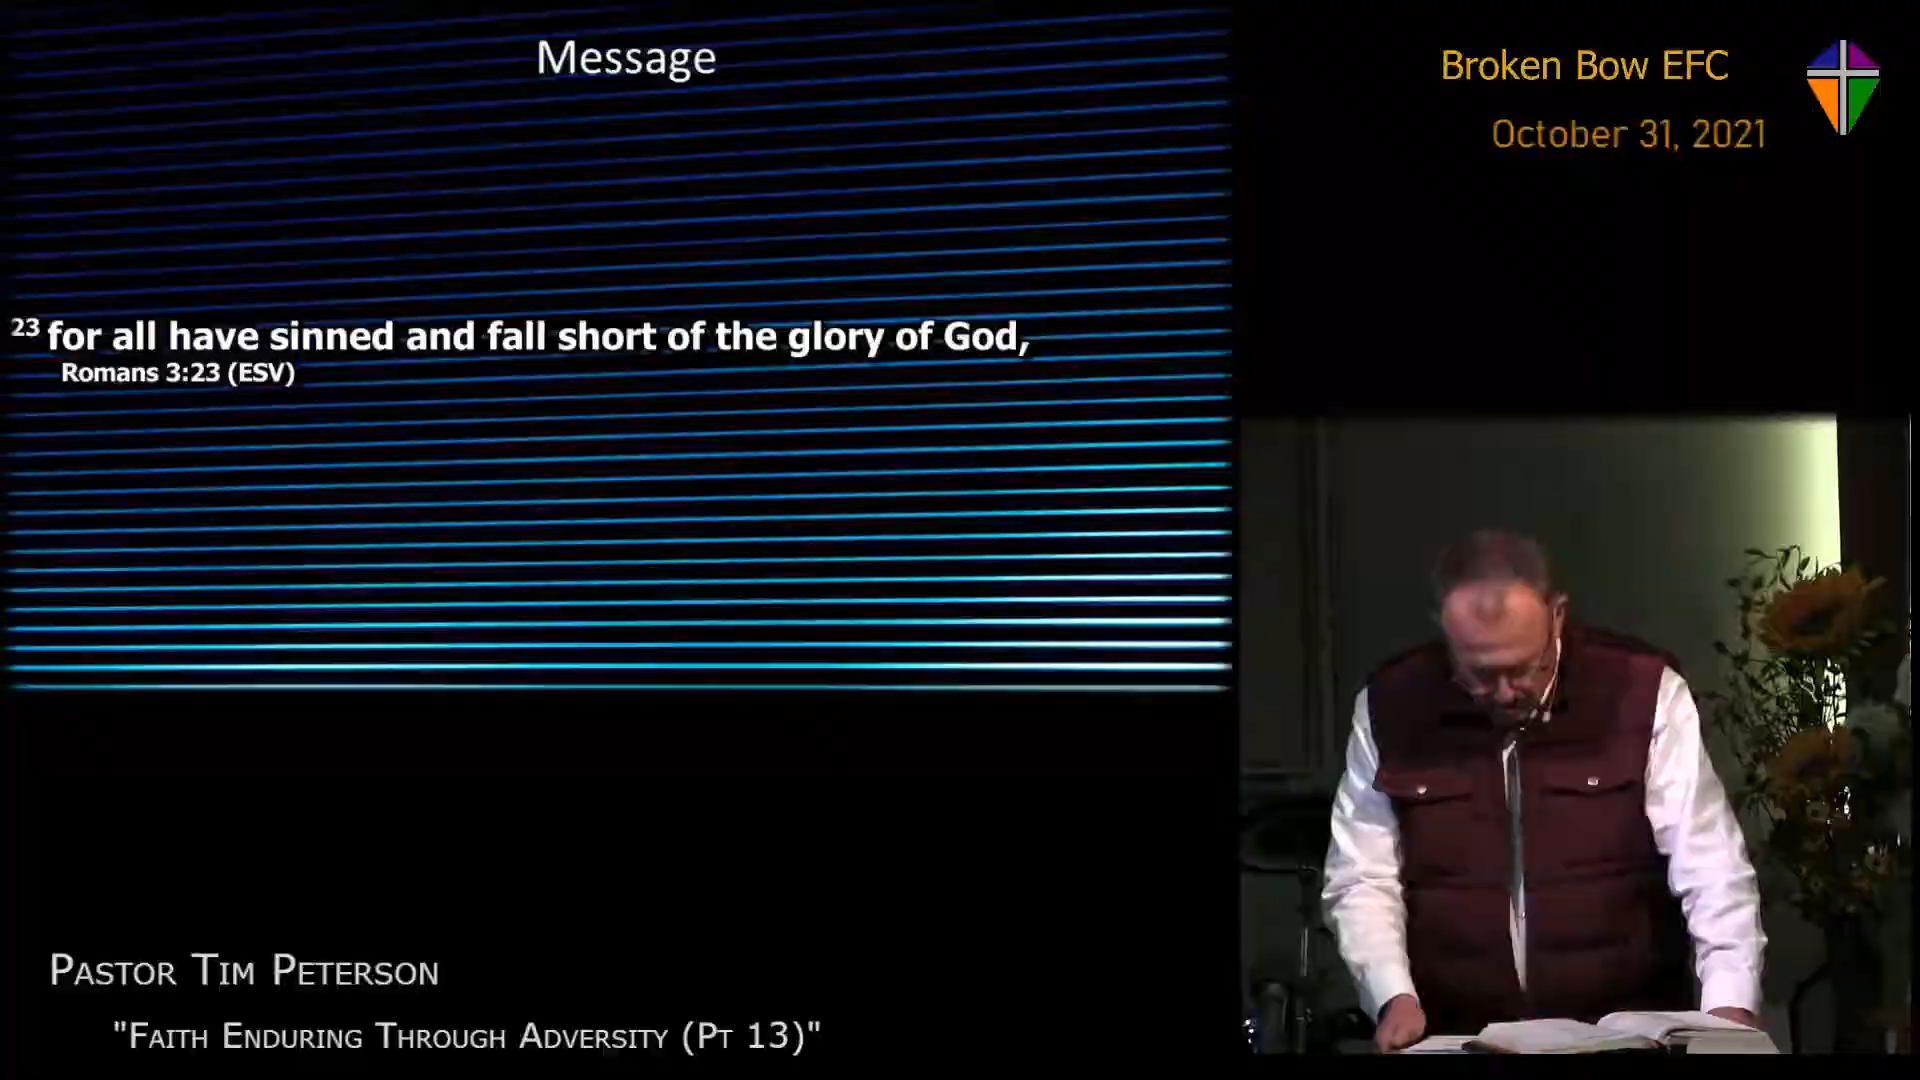 Message
Broken Bow EFC
October 31, 2021
23 for all have sinned and fall short of the glory of God,
Romans 3:23 (ESV)
Pastor Tim Peterson
"Faith Enduring Through Adversity (Pt 13)"